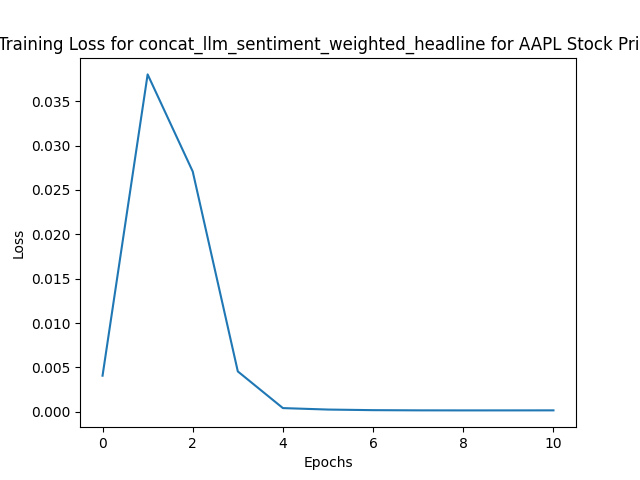 Training Loss for concat_llm_sentiment_weighted_headline for AAPL Stock Pri
0.035
0.030
0.025
0.020
0.015
0.010
0.005
0.000
Loss
0 2 4 6 8 10
Epochs